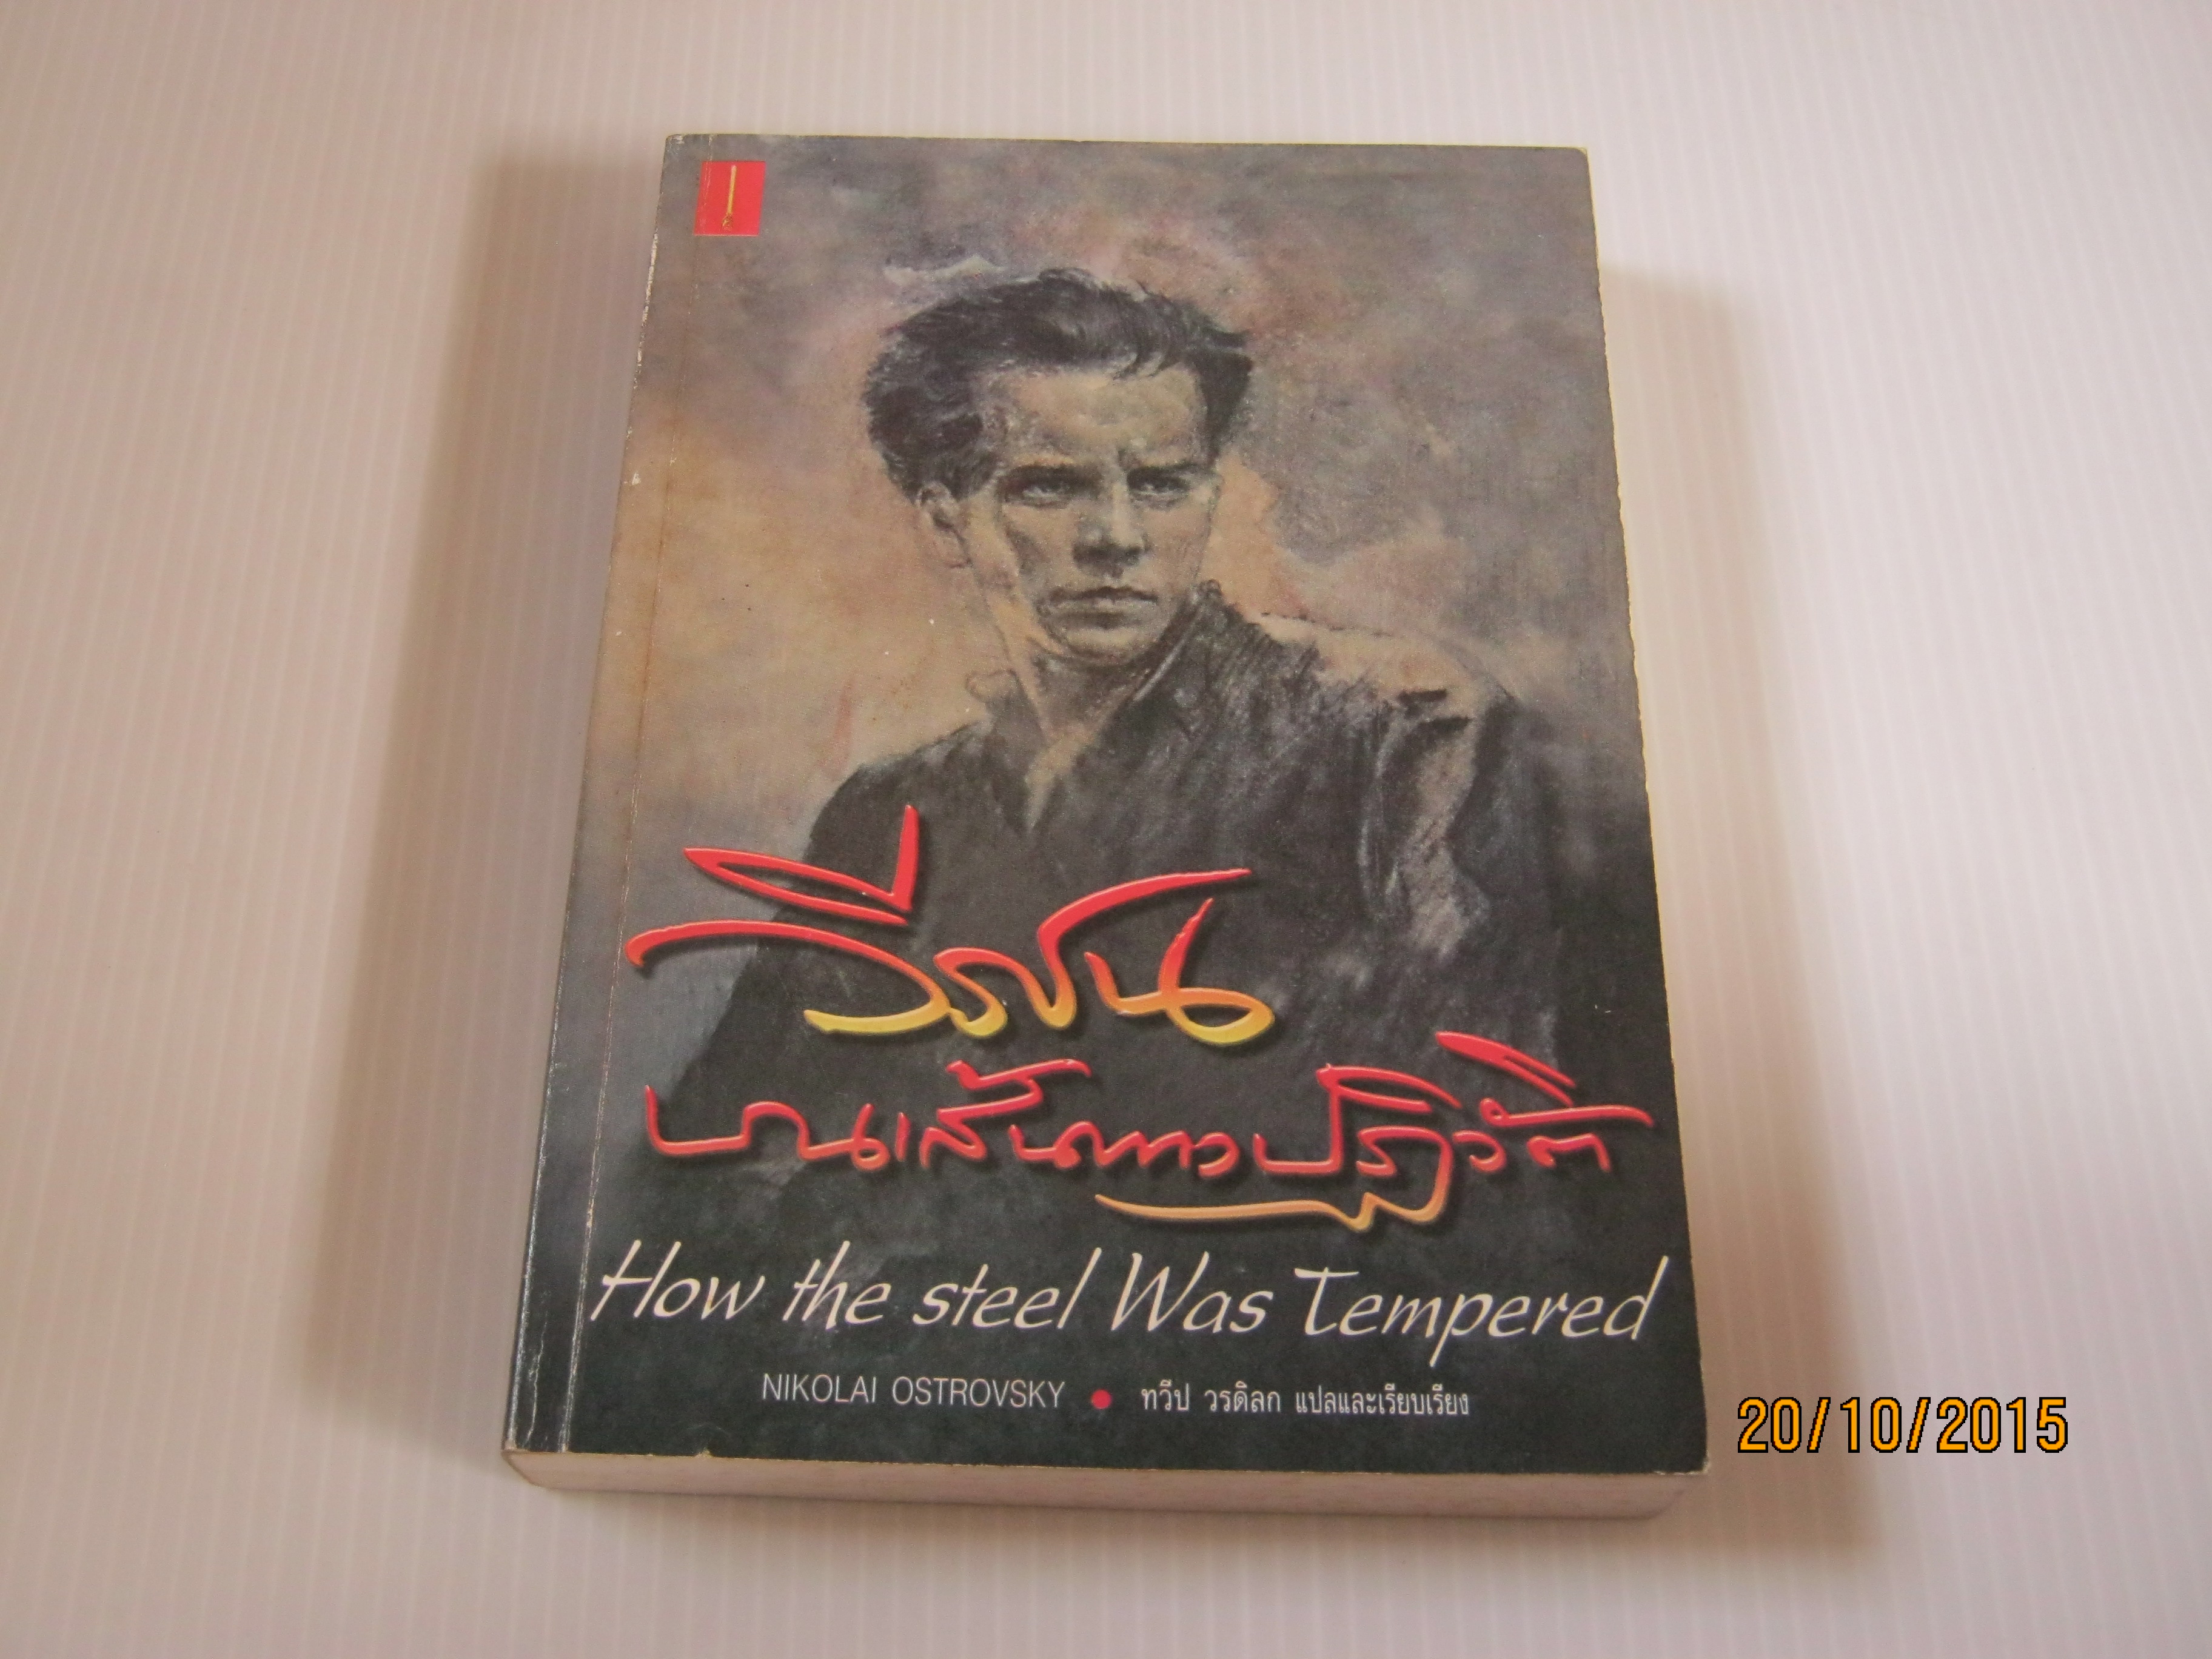 วีรชน
บนเส้นทางปฏิวัติ
How the steel Was Tempered
NIKOLAI OSTROVSKY • ทวีป วรดิลก แปลและเรียบเรียง
20/10/2015